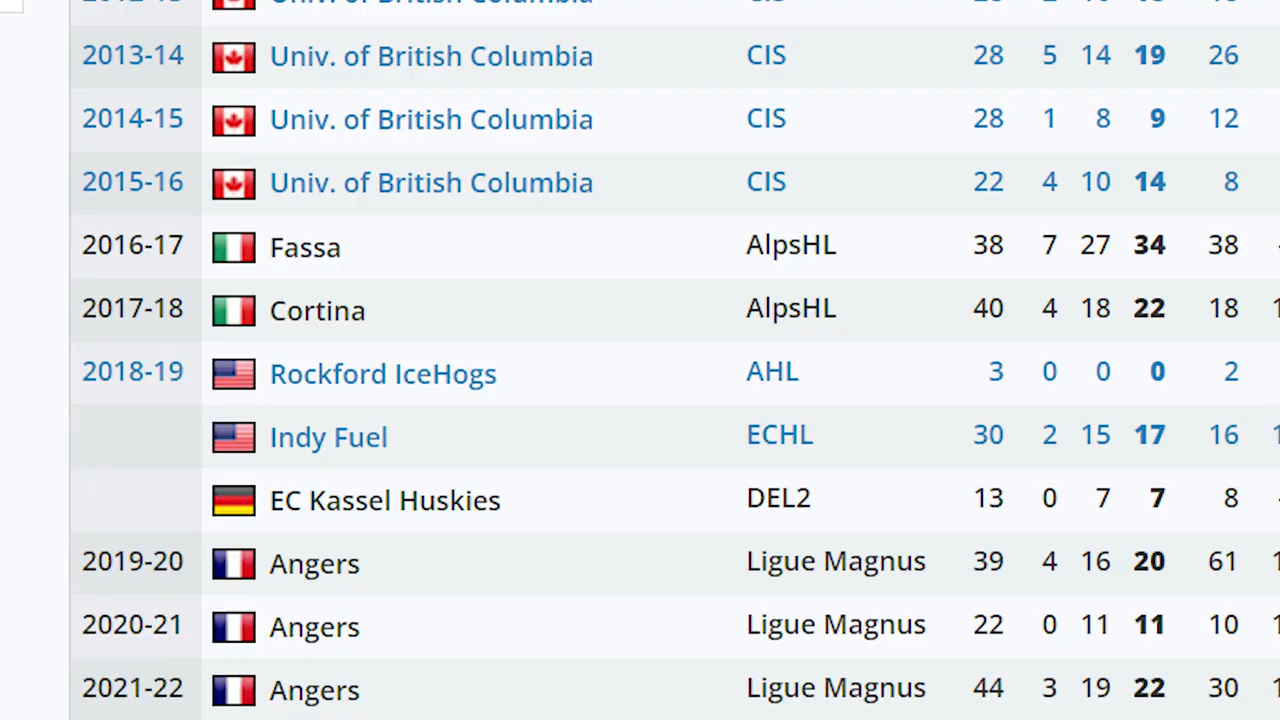 2013-14 Univ. of British Columbia CIS 28 5 14 19 26
2014-15 Univ. of British Columbia CIS 28 1 8 9 12
2015-16 Univ. of British Columbia CIS 22 4 10 14 8
2016-17 Fassa AlpsHL 38 7 27 34 38
2017-18 Cortina AlpsHL 40 4 18 22 18
2018-19 Rockford IceHogs AHL 3 0 0 0 2
Indy Fuel ECHL 30 2 15 17 16
EC Kassel Huskies DEL2 13 0 7 7 8
2019-20 Angers Ligue Magnus 39 4 16 20 61
2020-21 Angers Ligue Magnus 22 0 11 11 10
2021-22 Angers Ligue Magnus 44 3 19 22 30